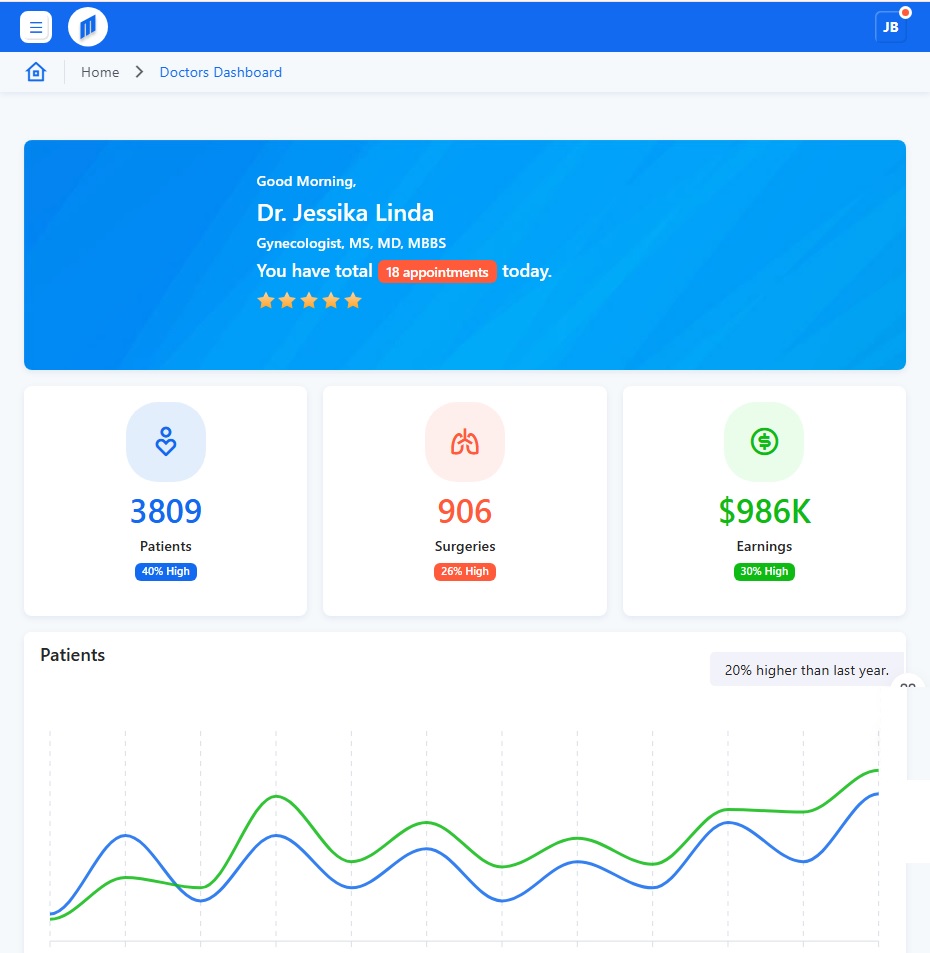 JB
Home
Doctors Dashboard
Good Morning,
Dr. Jessika Linda
Gynecologist, MS, MD, MBBS
You have total 18 appointments today.
3809
Patients
40% High
906
Surgeries
26% High
$986K
Earnings
30% High
Patients
20% higher than last year.